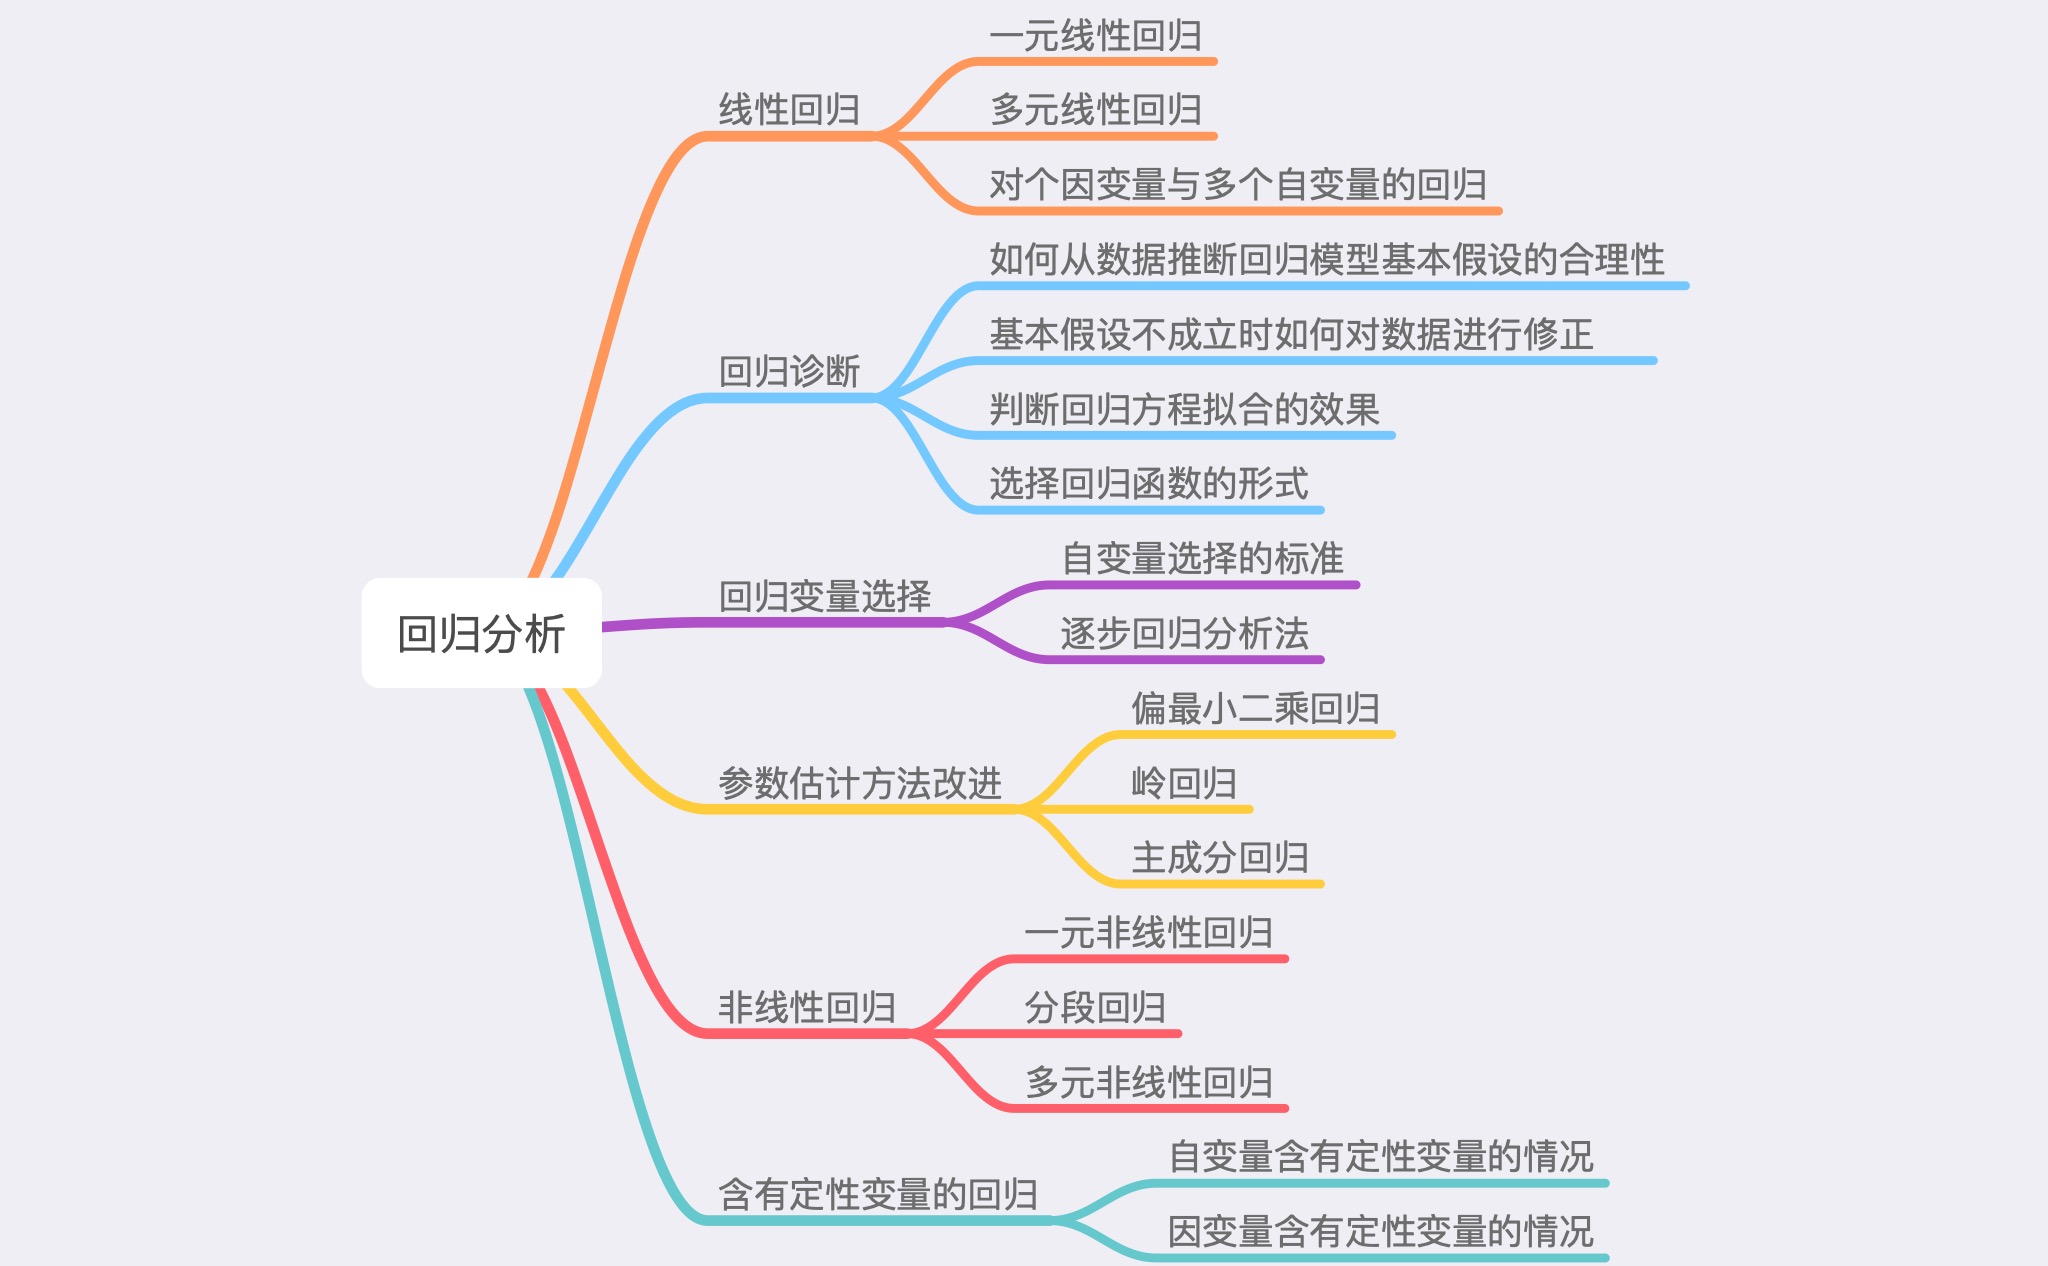 回归分析
线性回归
一元线性回归
多元线性回归
对个因变量与多个自变量的回归
回归诊断
如何从数据推断回归模型基本假设的合理性
基本假设不成立时如何对数据进行修正
判断回归方程拟合的效果
选择回归函数的形式
回归变量选择
自变量选择的标准
逐步回归分析法
参数估计方法改进
偏最小二乘回归
岭回归
主成分回归
非线性回归
一元非线性回归
分段回归
多元非线性回归
含有定性变量的回归
自变量含有定性变量的情况
因变量含有定性变量的情况